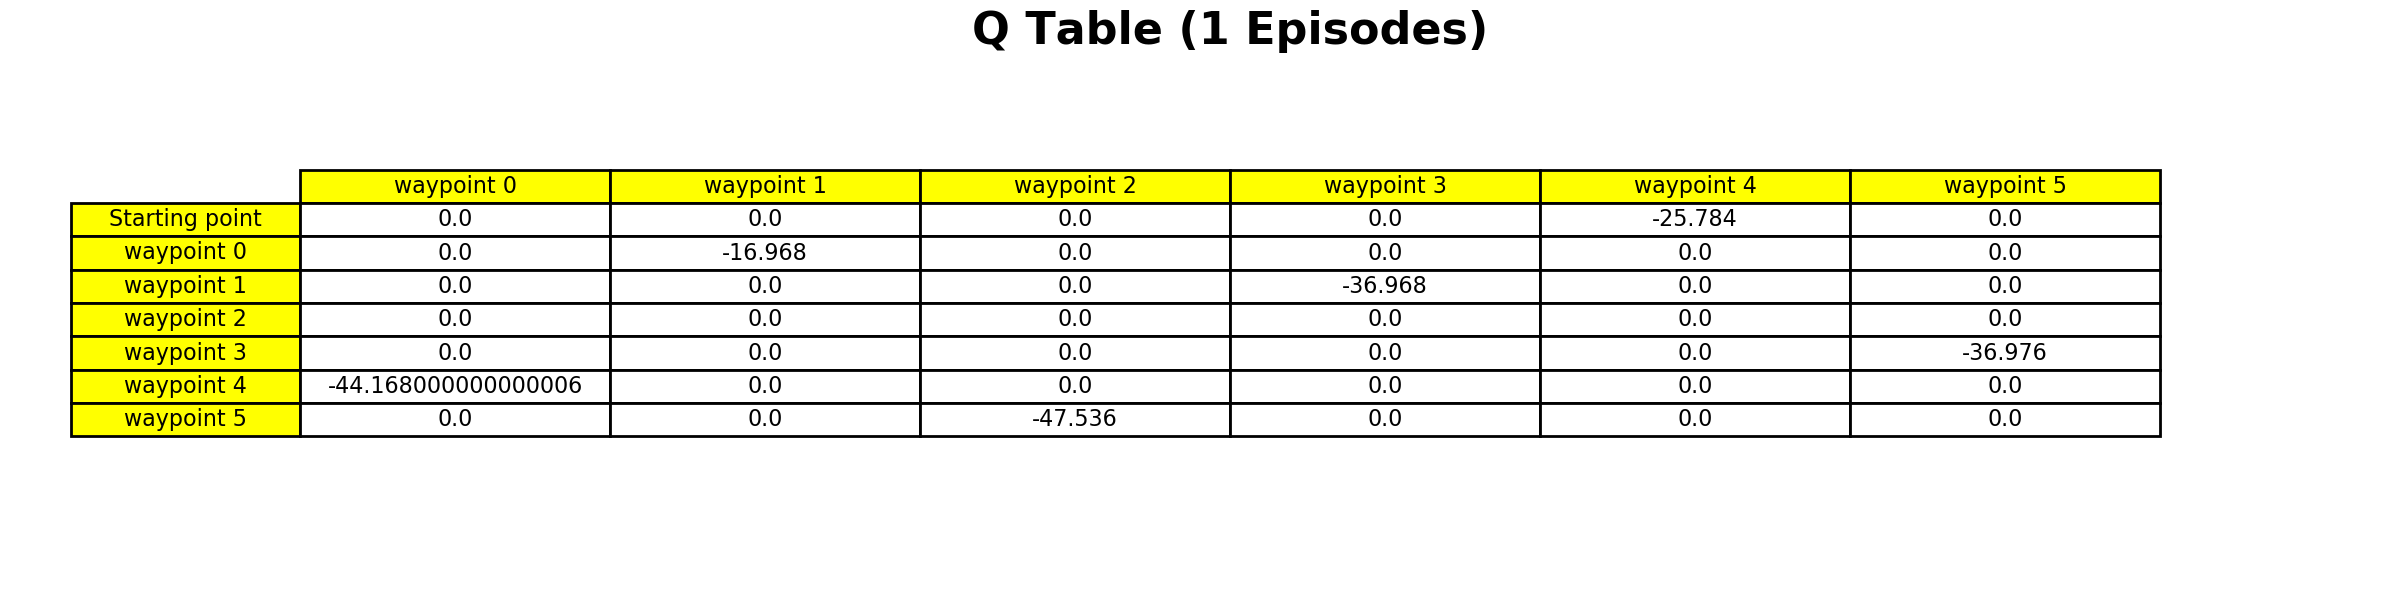 Q Table (1 Episodes)
waypoint 0 waypoint 1 waypoint 2 waypoint 3 waypoint 4 waypoint 5
Starting point 0.0 0.0 0.0 0.0 -25.784 0.0
waypoint 0 0.0 -16.968 0.0 0.0 0.0 0.0
waypoint 1 0.0 0.0 0.0 -36.968 0.0 0.0
waypoint 2 0.0 0.0 0.0 0.0 0.0 0.0
waypoint 3 0.0 0.0 0.0 0.0 0.0 -36.976
waypoint 4 -44.168000000000006 0.0 0.0 0.0 0.0 0.0
waypoint 5 0.0 0.0 -47.536 0.0 0.0 0.0